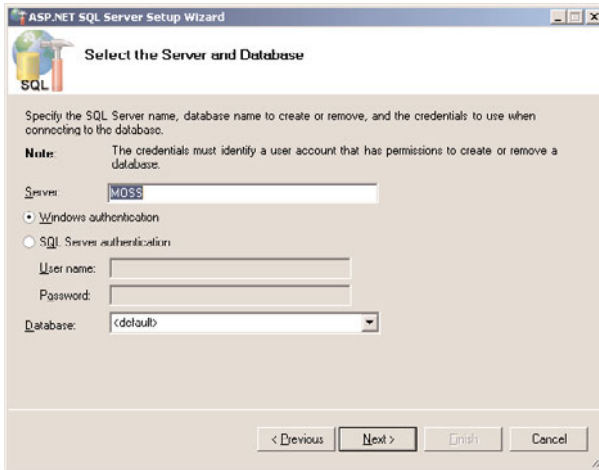 ASP.NET SQL Server Setup Wizard
Select the Server and Database
SQL
Specify the SQL Server name, database name to create or remove, and the credentials to use when
connecting to the database.
Note: The credentials must identify a user account that has permissions to create or remove a
database.
Server: MOSS
Windows authentication
SQL Server authentication
User name:
Password:
Database: <default>
< Previous Next > Finish Cancel